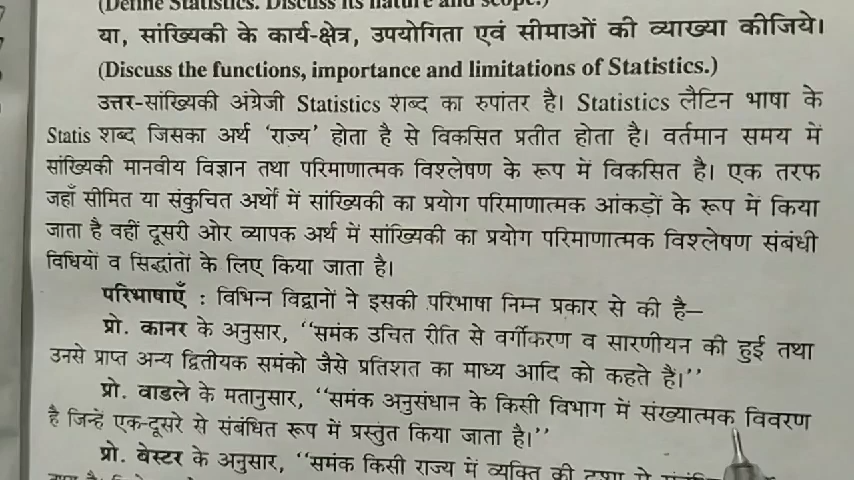 (Define Statistics. Discuss its nature and scope.)
या, सांख्यिकी के कार्य-क्षेत्र, उपयोगिता एवं सीमाओं की व्याख्या कीजिये।
(Discuss the functions, importance and limitations of Statistics.)
उत्तर-सांख्यिकी अंग्रेजी Statistics शब्द का रुपांतर है। Statistics लैटिन भाषा के
Statis शब्द जिसका अर्थ ‘राज्य’ होता है से विकसित प्रतीत होता है। वर्तमान समय में
सांख्यिकी मानवीय विज्ञान तथा परिमाणात्मक विश्लेषण के रूप में विकसित है। एक तरफ
जहाँ सीमित या संकुचित अर्थों में सांख्यिकी का प्रयोग परिमाणात्मक आंकड़ों के रूप में किया
जाता है वहीं दूसरी ओर व्यापक अर्थ में सांख्यिकी का प्रयोग परिमाणात्मक विश्लेषण संबंधी
विधियों व सिद्धांतों के लिए किया जाता है।
परिभाषाएँ : विभिन्न विद्वानों ने इसकी परिभाषा निम्न प्रकार से की है—
प्रो. कानर के अनुसार, ‘‘समंक उचित रीति से वर्गीकरण व सारणीयन की हुई तथा
उनसे प्राप्त अन्य द्वितीयक समंको जैसे प्रतिशत का माध्य आदि को कहते है।’’
प्रो. वाडले के मतानुसार, ‘‘समंक अनुसंधान के किसी विभाग में संख्यात्मक विवरण
है जिन्हें एक-दूसरे से संबंधित रूप में प्रस्तुत किया जाता है।’’
प्रो. बेस्टर के अनुसार, ‘‘समंक किसी राज्य में व्यक्ति की दशा से